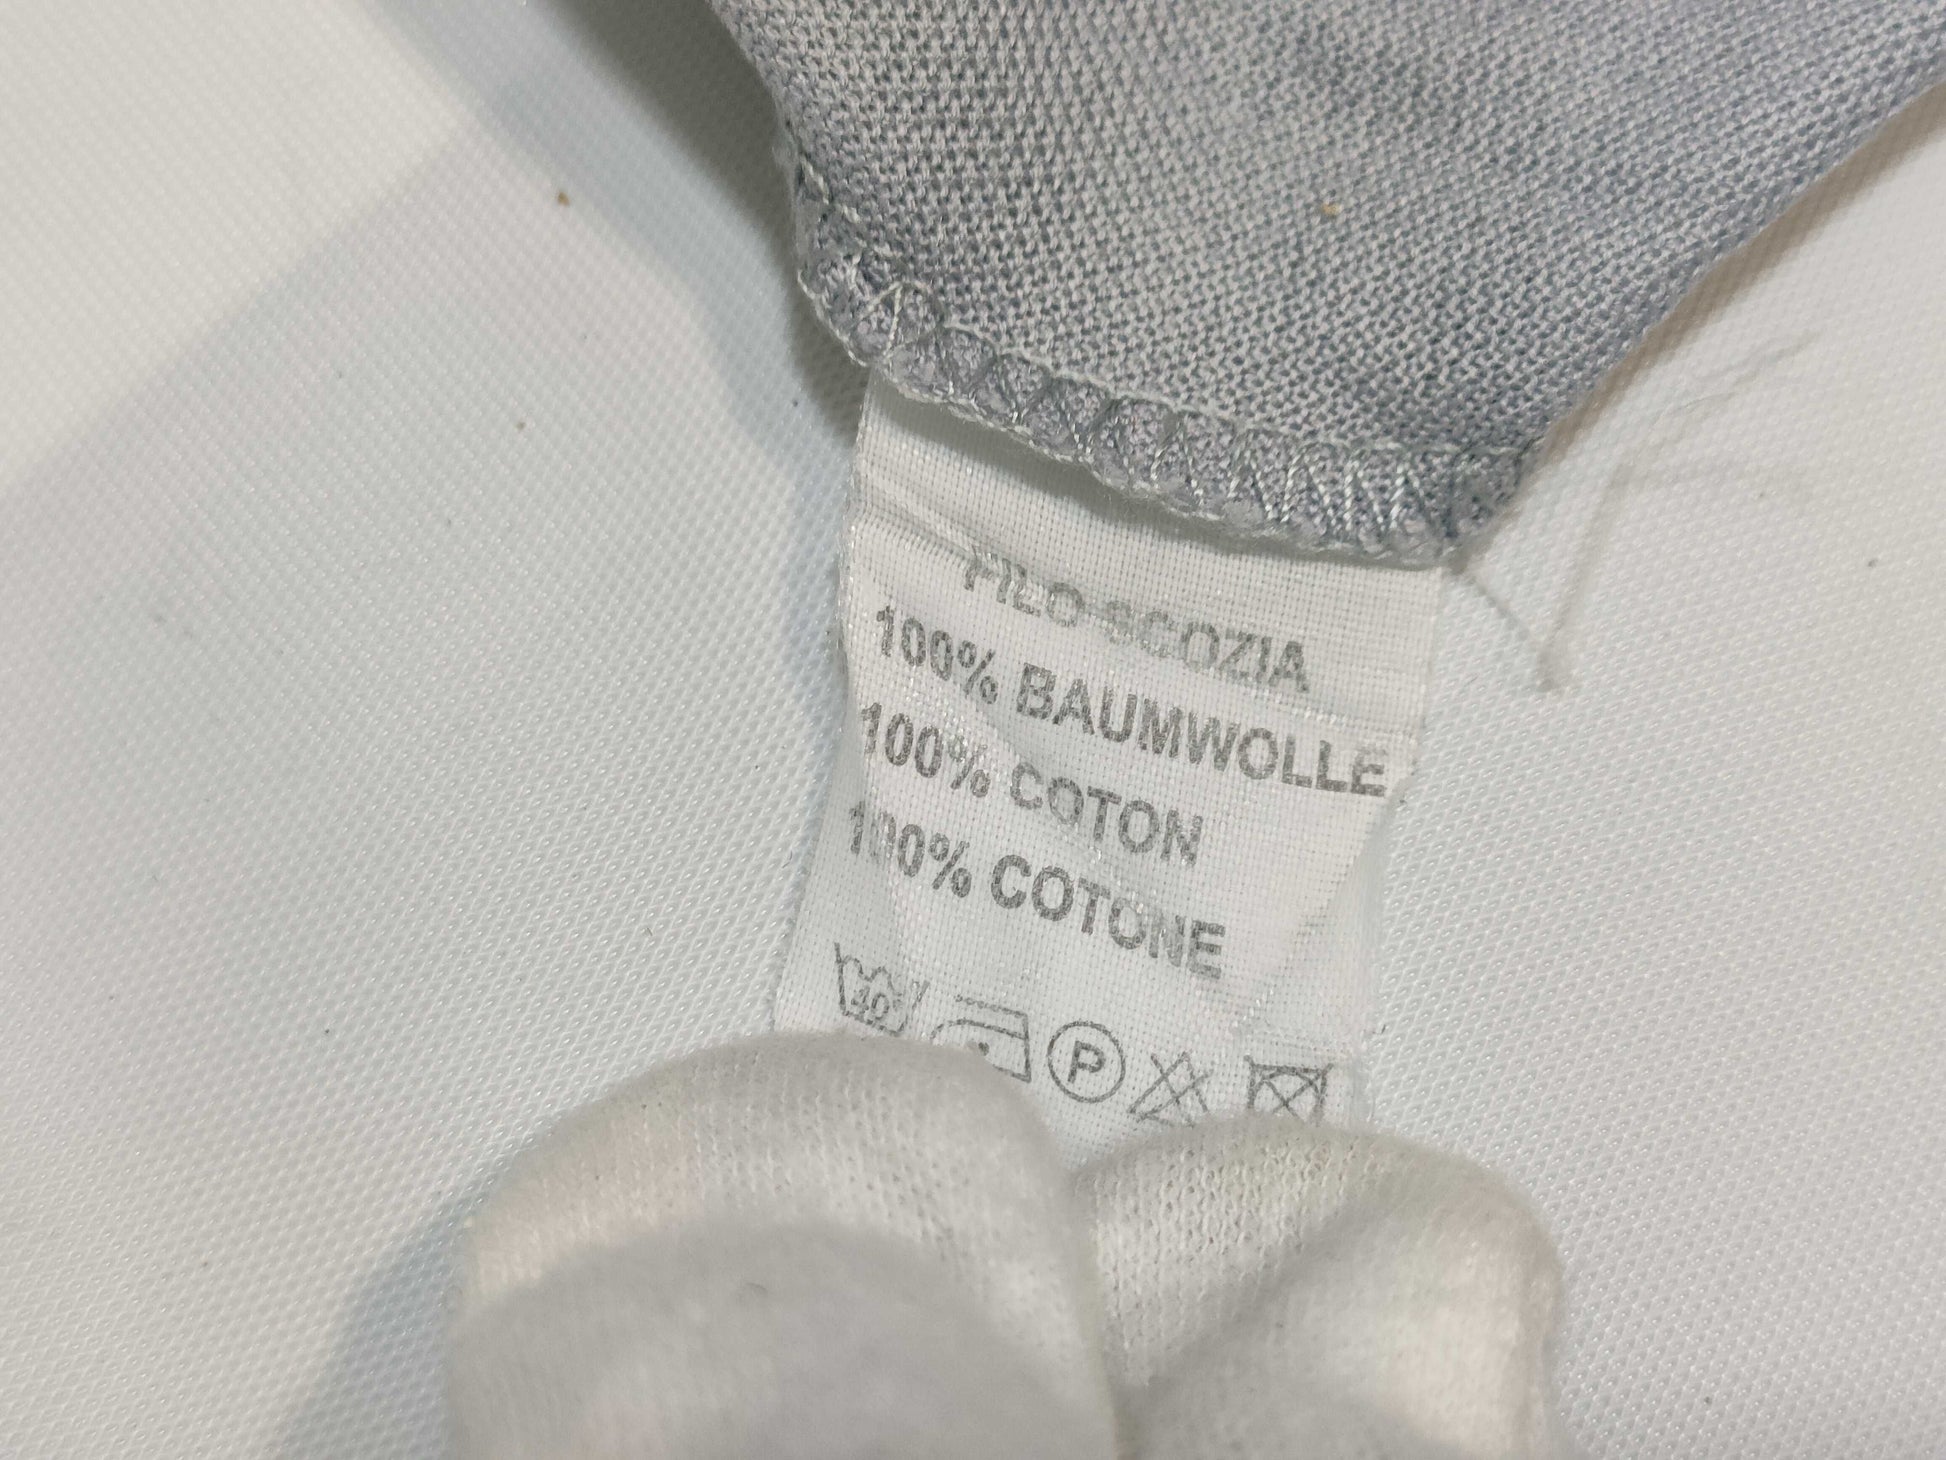 FILO SCOZIA
100% BAUMWOLLE
100% COTON
100% COTONE
40 P